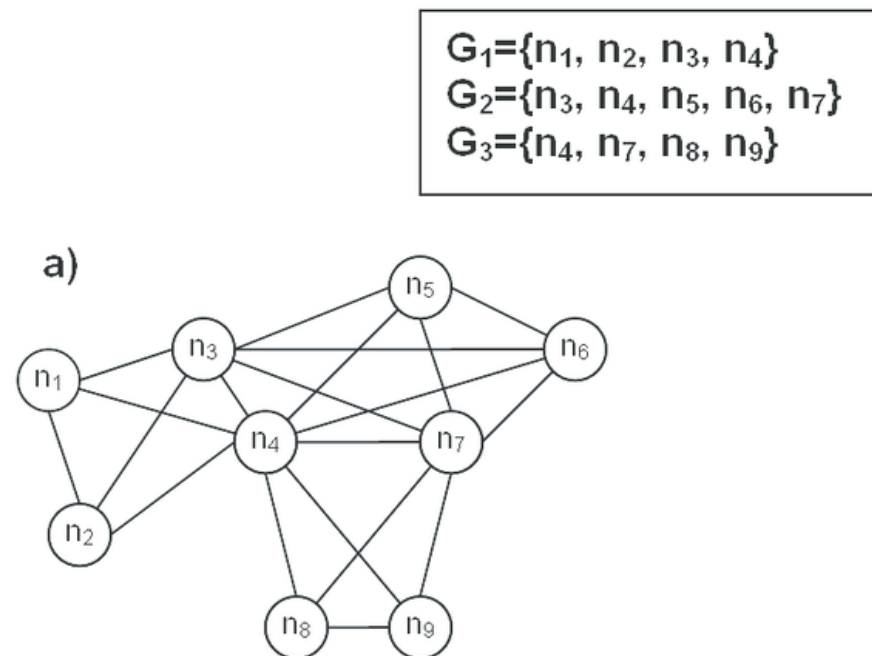 G₁={n₁, n₂, n₃, n₄}
G₂={n₃, n₄, n₅, n₆, n₇}
G₃={n₄, n₇, n₈, n₉}
a)
n₅
n₃
n₆
n₁
n₄
n₇
n₂
n₈
n₉